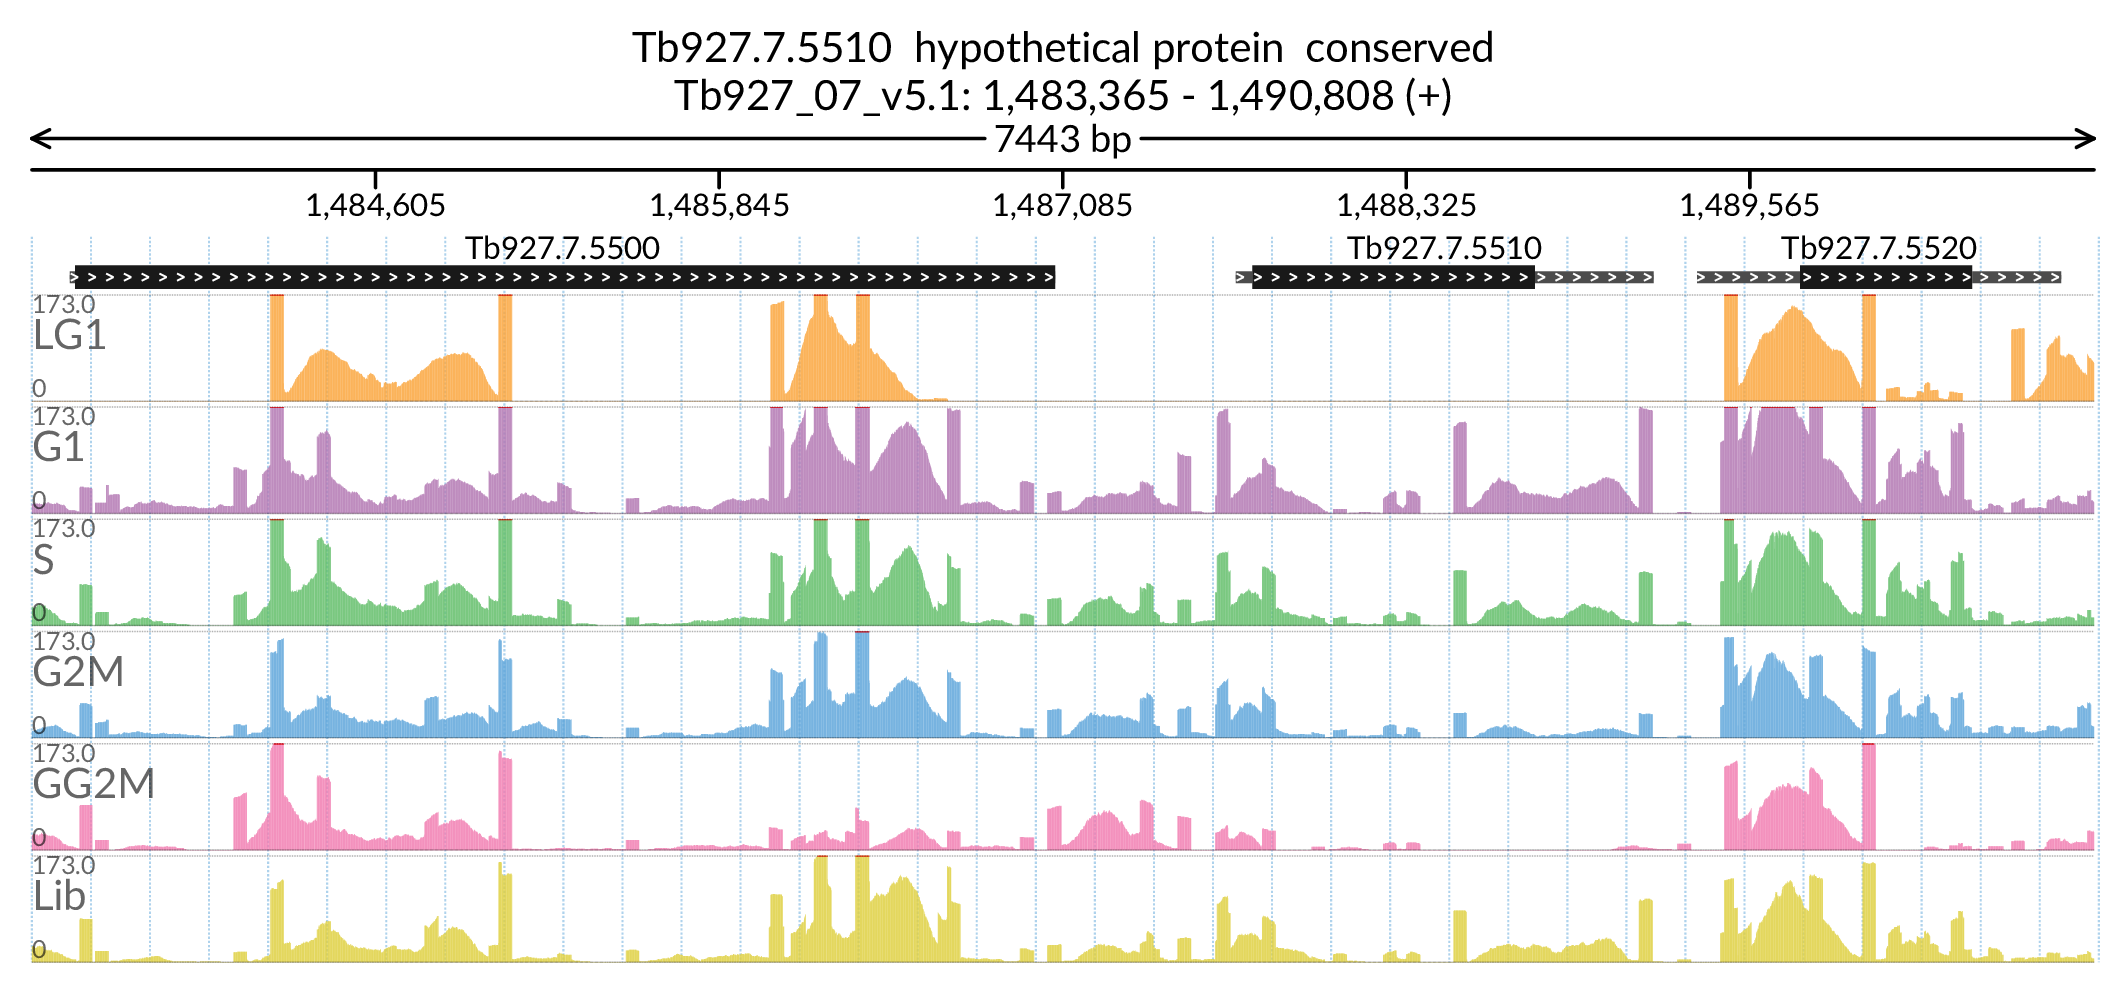 Tb927.7.5510  hypothetical protein  conserved
Tb927_07_v5.1: 1,483,365 - 1,490,808 (+)
7443 bp
1,484,605 1,485,845 1,487,085 1,488,325 1,489,565
Tb927.7.5500 Tb927.7.5510 Tb927.7.5520
173.0
LG1
0
173.0
G1
0
173.0
S
0
173.0
G2M
0
173.0
GG2M
0
173.0
Lib
0